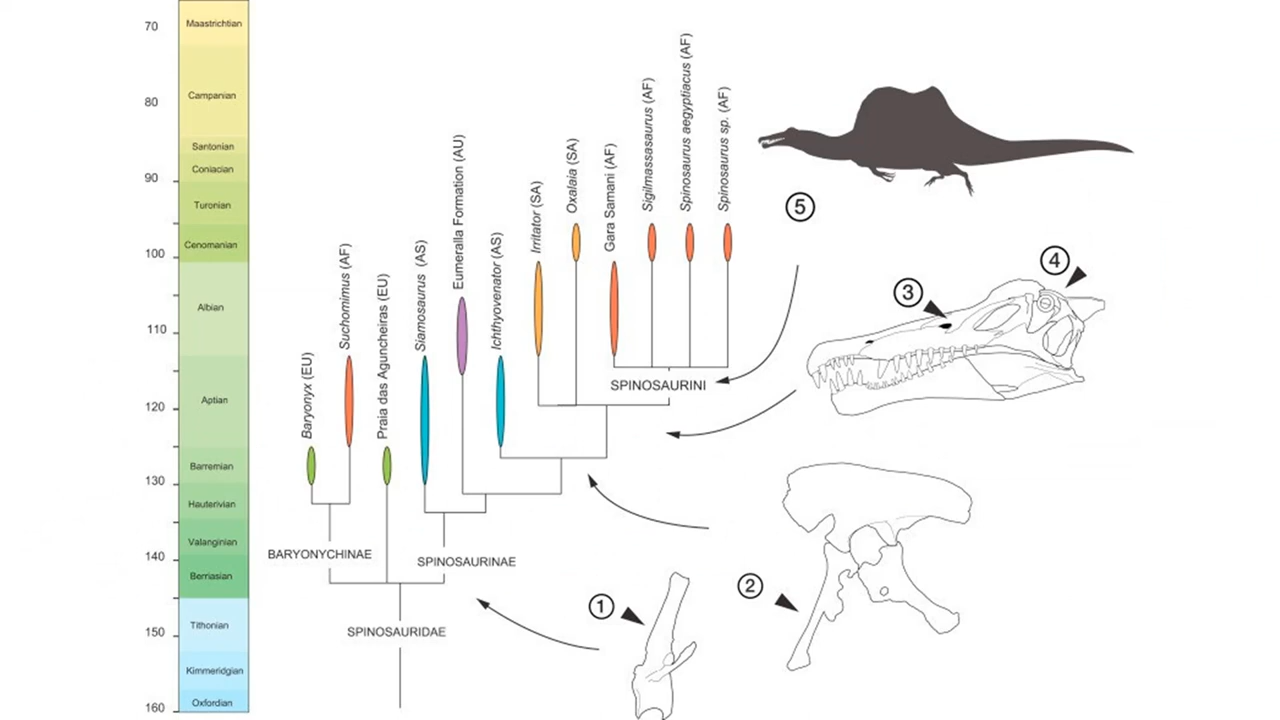 70
80
90
100
110
120
130
140
150
160
Maastrichtian
Campanian
Santonian
Coniacian
Turonian
Cenomanian
Albian
Aptian
Barremian
Hauterivian
Valanginian
Berriasian
Tithonian
Kimmeridgian
Oxfordian
Baryonyx (EU)
Suchomimus (AF)
Praia das Aguncheiras (EU)
Siamosaurus (AS)
Eumeralla Formation (AU)
Ichthyovenator (AS)
Irritator (SA)
Oxalaia (SA)
Gara Samani (AF)
Sigilmassasaurus (AF)
Spinosaurus aegyptiacus (AF)
Spinosaurus sp. (AF)
SPINOSAURINI
BARYONYCHINAE
SPINOSAURINAE
SPINOSAURIDAE
5
4
3
2
1